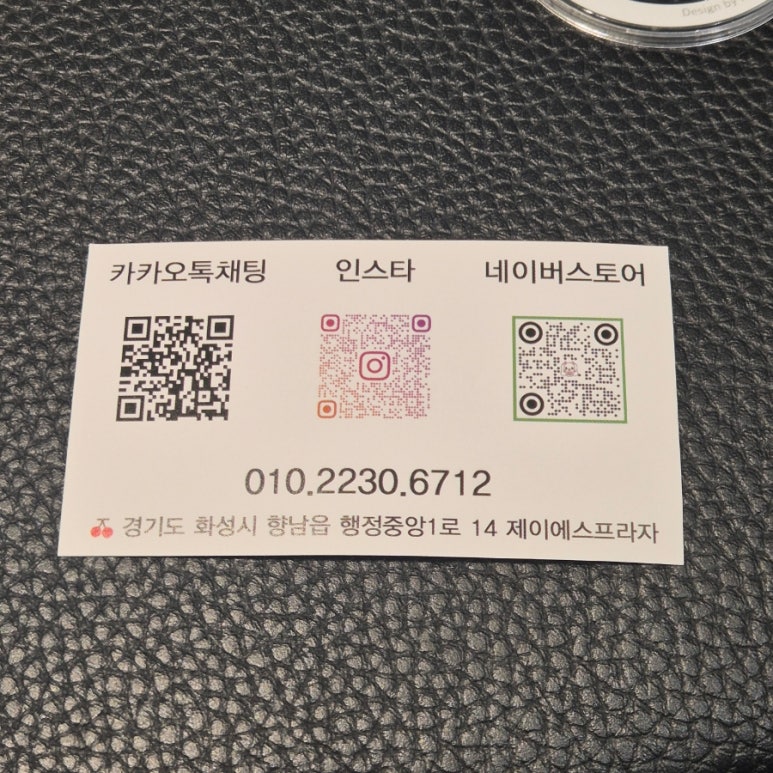 Design by
카카오톡채팅 인스타 네이버스토어
010.2230.6712
경기도 화성시 향남읍 행정중앙1로 14 제이에스프라자